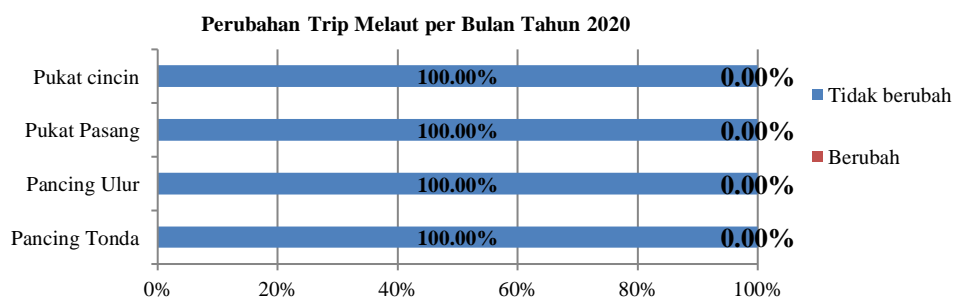 Perubahan Trip Melaut per Bulan Tahun 2020
Pukat cincin 100.00% 0.00%
Pukat Pasang 100.00% 0.00%
Pancing Ulur 100.00% 0.00%
Pancing Tonda 100.00% 0.00%
0% 20% 40% 60% 80% 100%
Tidak berubah
Berubah